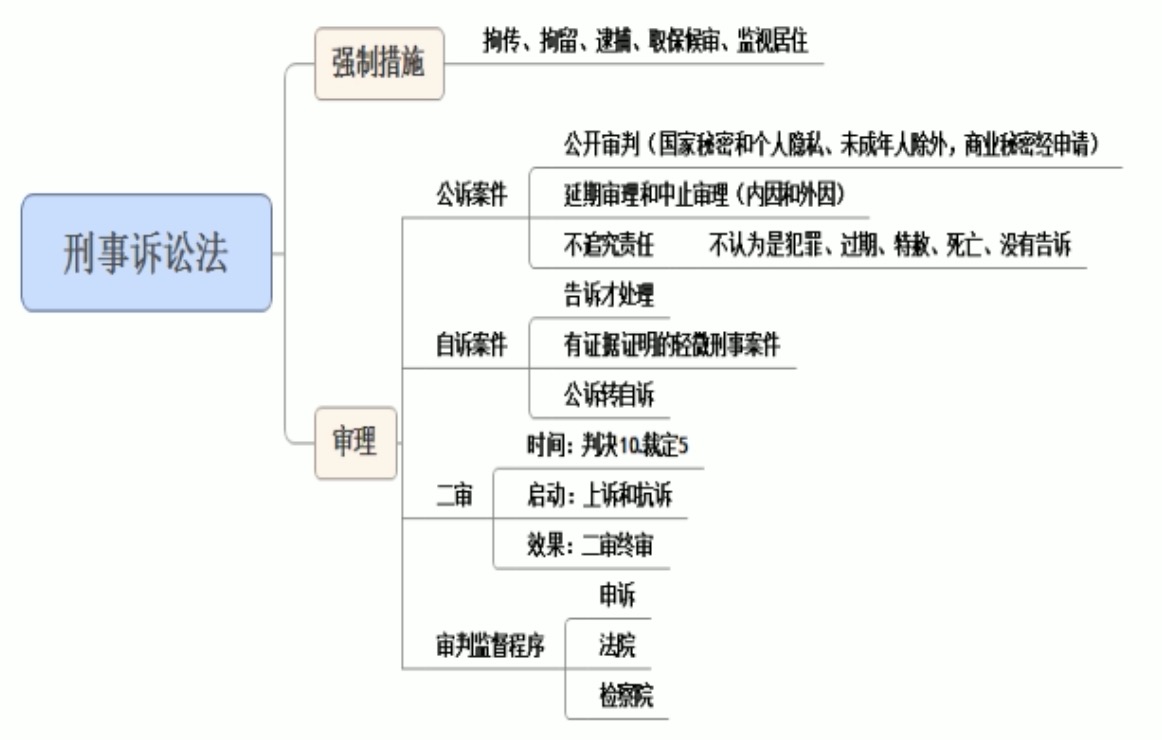 刑事诉讼法
强制措施
拘传、拘留、逮捕、取保候审、监视居住
审理
公诉案件
公开审判（国家秘密和个人隐私、未成年人除外，商业秘密经申请）
延期审理和中止审理（内因和外因）
不追究责任 不认为是犯罪、过期、特赦、死亡、没有告诉
自诉案件
告诉才处理
有证据证明的轻微刑事案件
公诉转自诉
二审
时间：判决10.裁定5
启动：上诉和抗诉
效果：二审终审
审判监督程序
申诉
法院
检察院